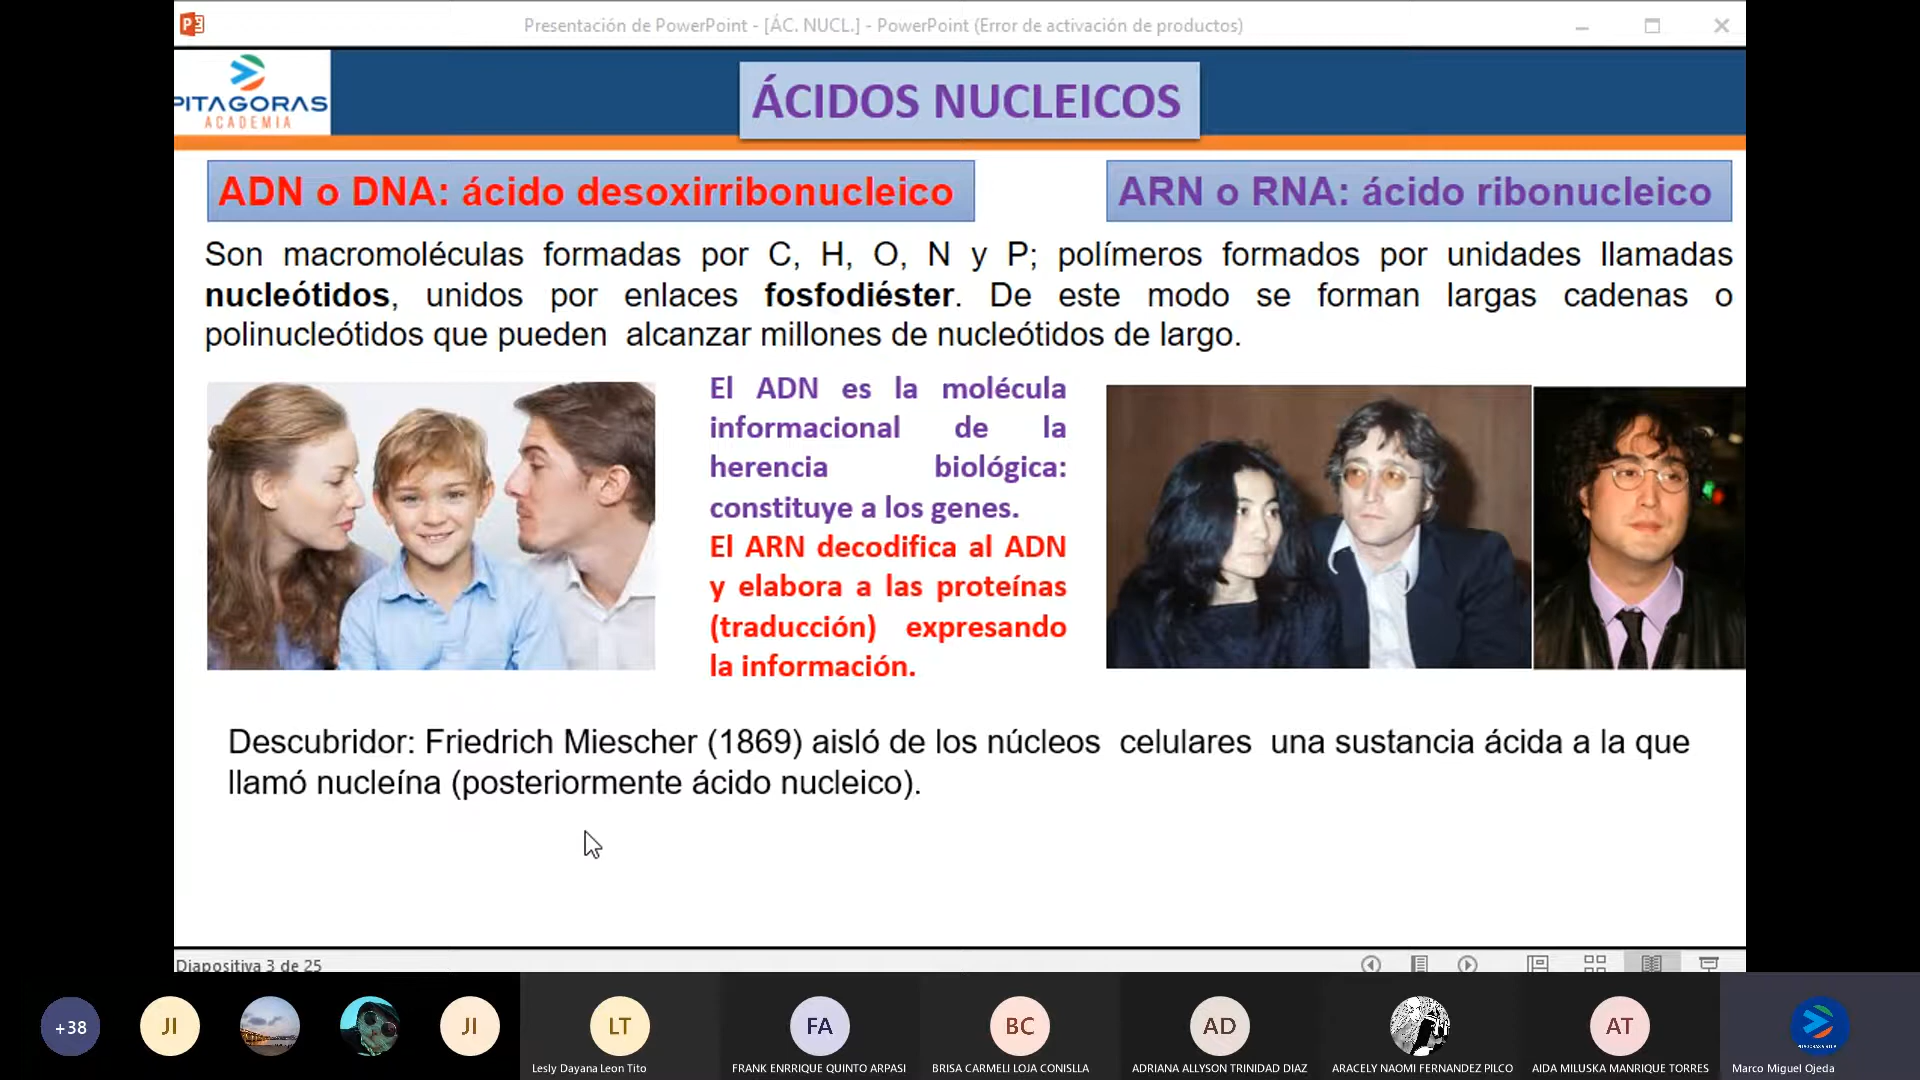 Presentación de PowerPoint - [ÁC. NUCL.] - PowerPoint (Error de activación de productos)
PITAGORAS
ACADEMIA
ÁCIDOS NUCLEICOS
ADN o DNA: ácido desoxirribonucleico
ARN o RNA: ácido ribonucleico
Son macromoléculas formadas por C, H, O, N y P; polímeros formados por unidades llamadas
nucleótidos, unidos por enlaces fosfodiéster. De este modo se forman largas cadenas o
polinucleótidos que pueden alcanzar millones de nucleótidos de largo.
El ADN es la molécula
informacional de la
herencia biológica:
constituye a los genes.
El ARN decodifica al ADN
y elabora a las proteínas
(traducción) expresando
la información.
Descubridor: Friedrich Miescher (1869) aisló de los núcleos celulares una sustancia ácida a la que
llamó nucleína (posteriormente ácido nucleico).
Diapositiva 3 de 25
+38
JI
JI
LT
FA
BC
AD
AT
Lesly Dayana Leon Tito
FRANK ENRRIQUE QUINTO ARPASI
BRISA CARMELI LOJA CONISLLA
ADRIANA ALLYSON TRINIDAD DIAZ
ARACELY NAOMI FERNANDEZ PILCO
AIDA MILUSKA MANRIQUE TORRES
Marco Miguel Ojeda